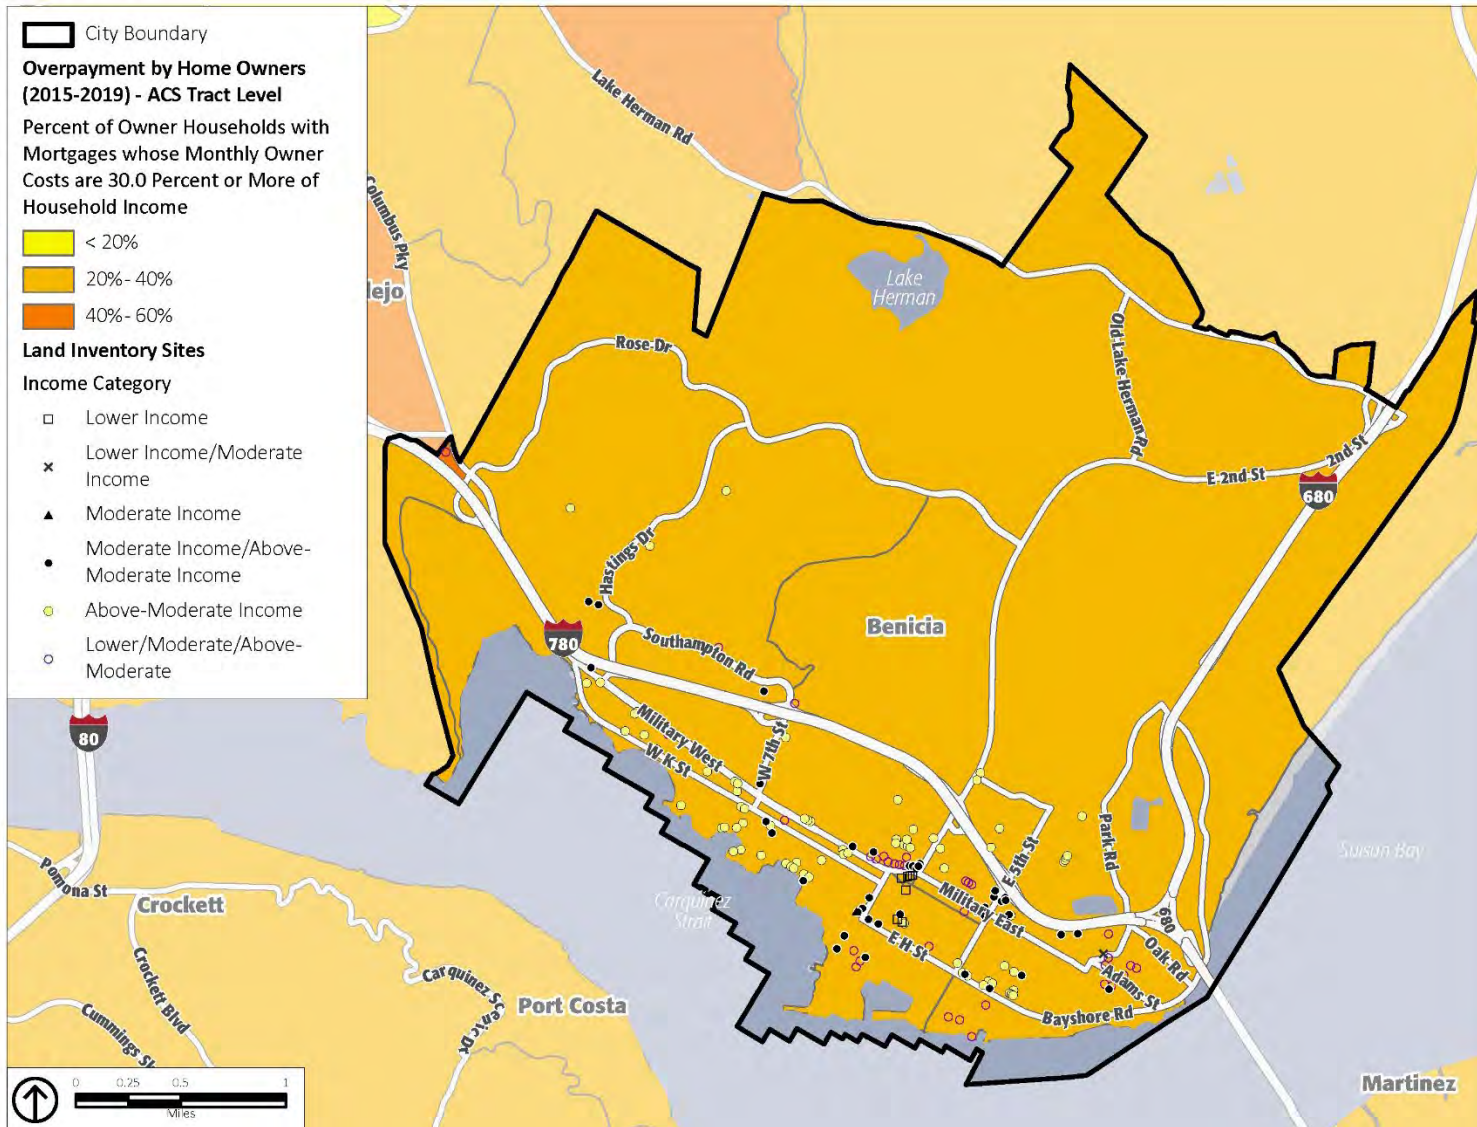 City Boundary
Overpayment by Home Owners
(2015-2019) - ACS Tract Level
Percent of Owner Households with
Mortgages whose Monthly Owner
Costs are 30.0 Percent or More of
Household Income
< 20%
20%- 40%
40%- 60%
Land Inventory Sites
Income Category
Lower Income
Lower Income/Moderate
Income
Moderate Income
Moderate Income/Above-
Moderate Income
Above-Moderate Income
Lower/Moderate/Above-
Moderate
Lake Herman Rd
Columbus Pky
lejo
Lake
Herman
Rose Dr
Old Lake Herman Rd
E 2nd St
2nd St
680
Hastings Dr
Benicia
780
Southampton Rd
Military West
W K St
W 7th St
80
Park Rd
E 5th St
Suisun Bay
Military East
Carquinez
Strait
680
E H St
Oak Rd
Adams St
Bayshore Rd
Pomona St
Crockett
Crockett Blvd
Carquinez Scenic Dr
Port Costa
Cummings Sk
Martinez
0 0.25 0.5 1
Miles